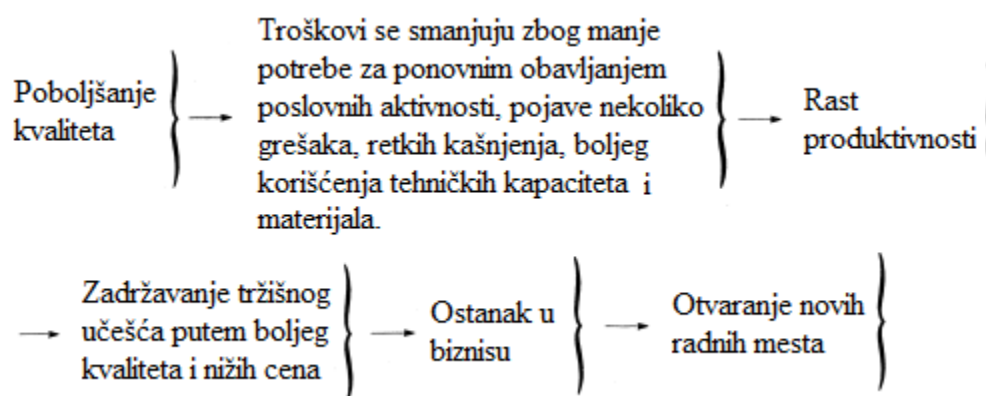 Poboljšanje
kvaliteta
Troškovi se smanjuju zbog manje
potrebe za ponovnim obavljanjem
poslovnih aktivnosti, pojave nekoliko
grešaka, retkih kašnjenja, boljeg
korišćenja tehničkih kapaciteta i
materijala.
Rast
produktivnosti
Zadržavanje tržišnog
učešća putem boljeg
kvaliteta i nižih cena
Ostanak u
biznisu
Otvaranje novih
radnih mesta